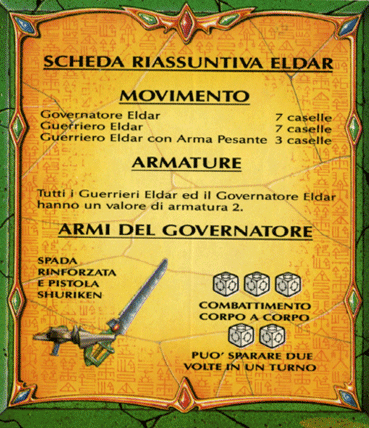 SCHEDA RIASSUNTIVA ELDAR
MOVIMENTO
Governatore Eldar 7 caselle
Guerriero Eldar 7 caselle
Guerriero Eldar con Arma Pesante 3 caselle
ARMATURE
Tutti i Guerrieri Eldar ed il Governatore Eldar
hanno un valore di armatura 2.
ARMI DEL GOVERNATORE
SPADA
RINFORZATA
E PISTOLA
SHURIKEN
COMBATTIMENTO
CORPO A CORPO
PUO' SPARARE DUE
VOLTE IN UN TURNO